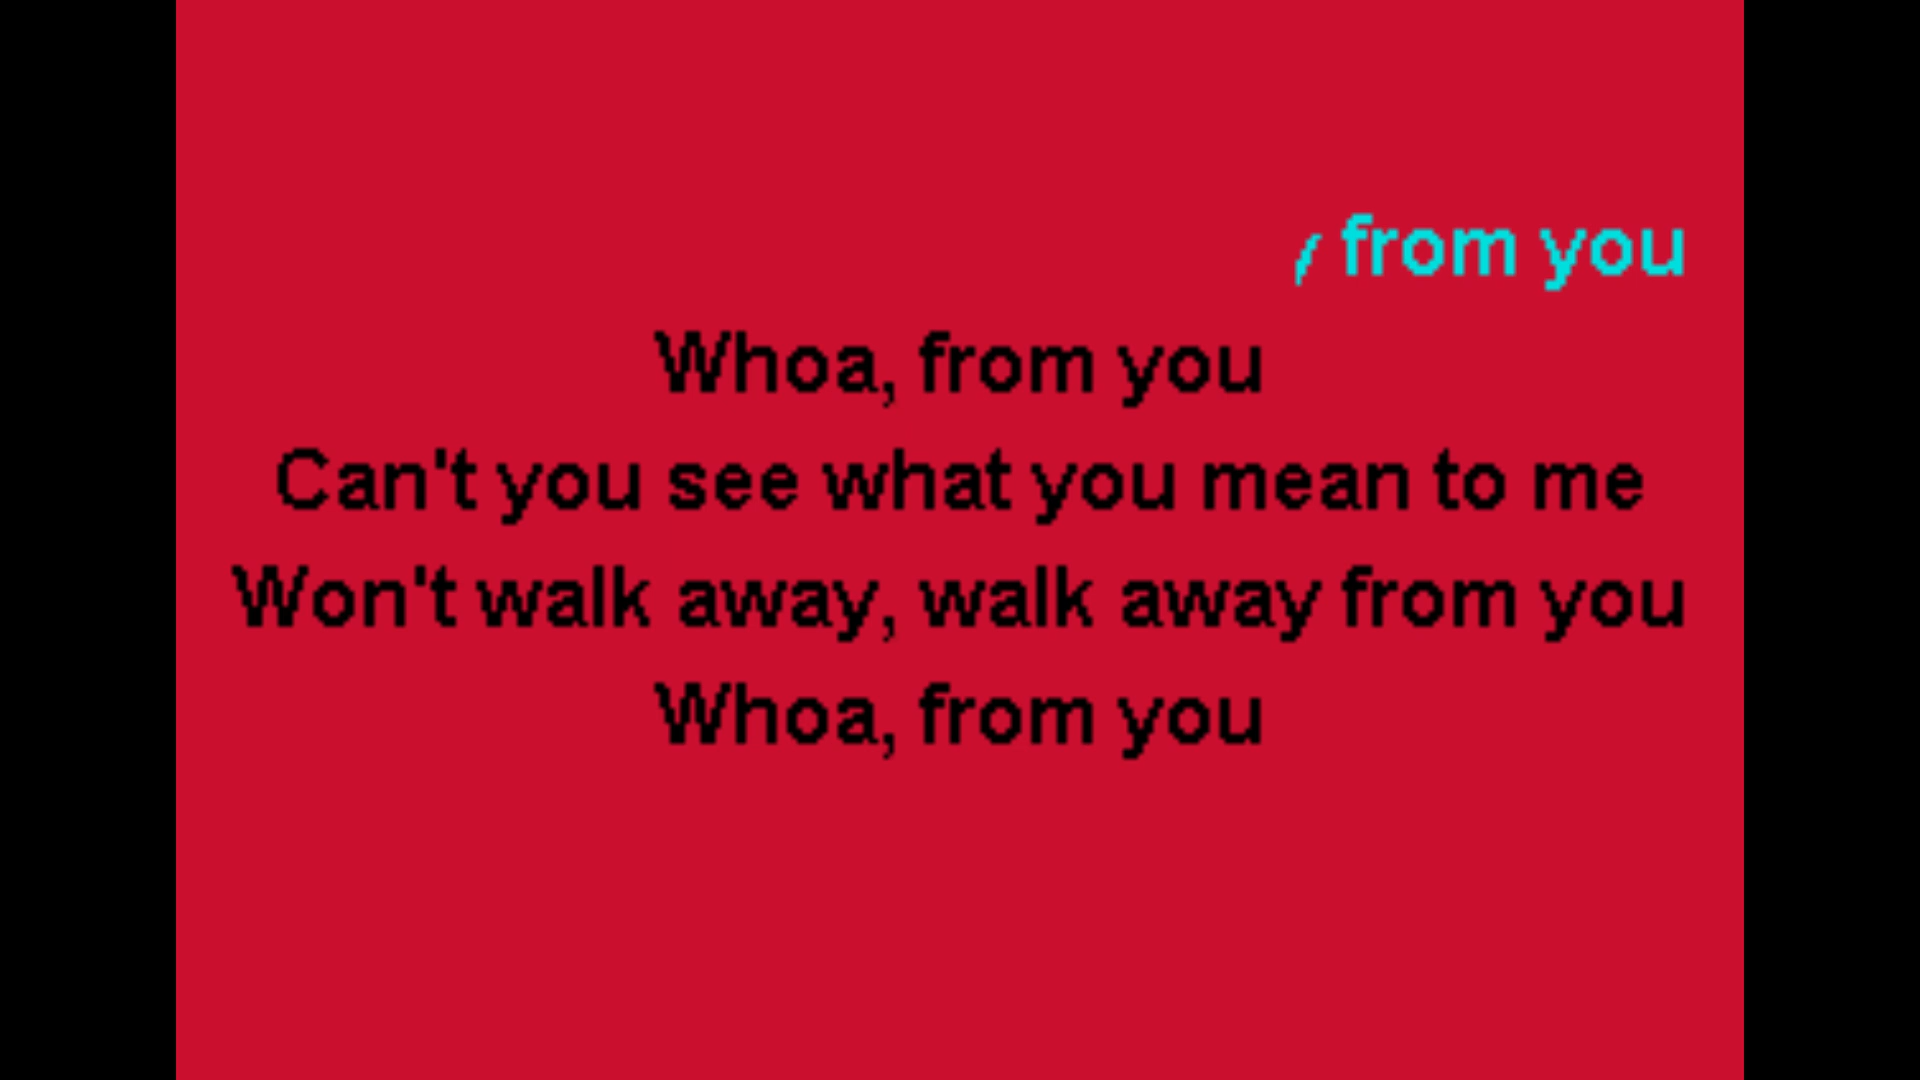 from you
Whoa, from you
Can't you see what you mean to me
Won't walk away, walk away from you
Whoa, from you